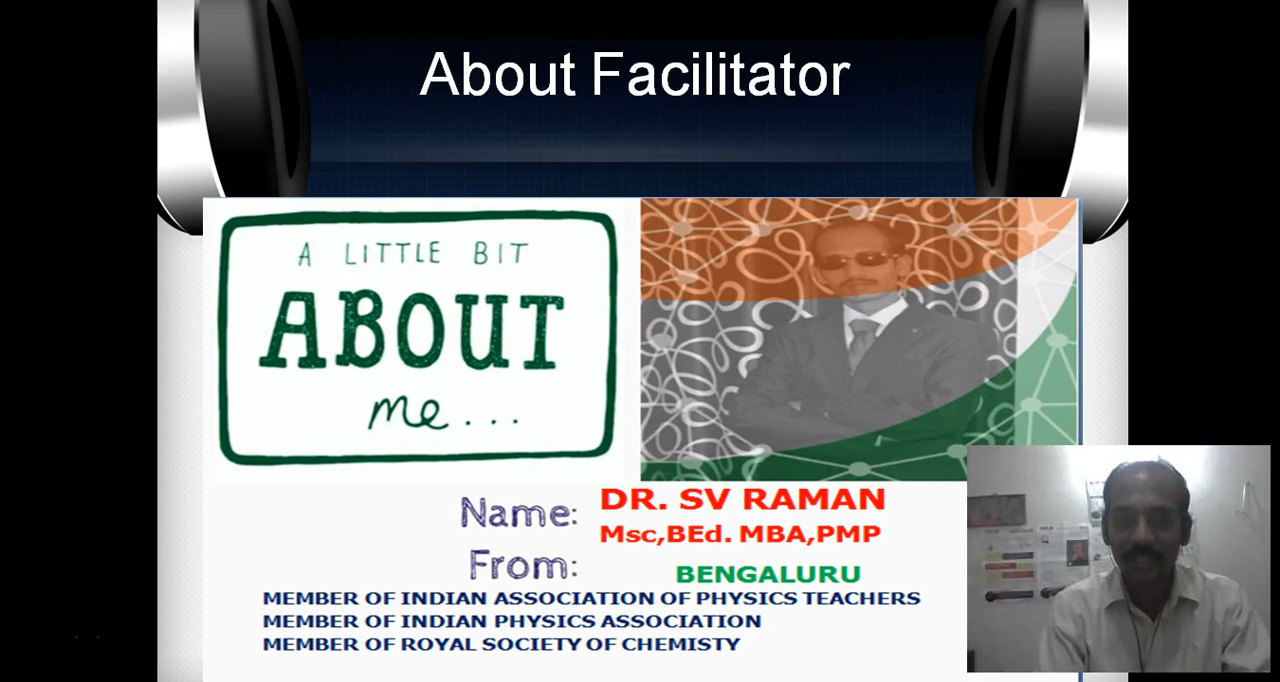 About Facilitator
A LITTLE BIT
ABOUT
me...
Name: DR. SV RAMAN
Msc,BEd. MBA,PMP
From: BENGALURU
MEMBER OF INDIAN ASSOCIATION OF PHYSICS TEACHERS
MEMBER OF INDIAN PHYSICS ASSOCIATION
MEMBER OF ROYAL SOCIETY OF CHEMISTY